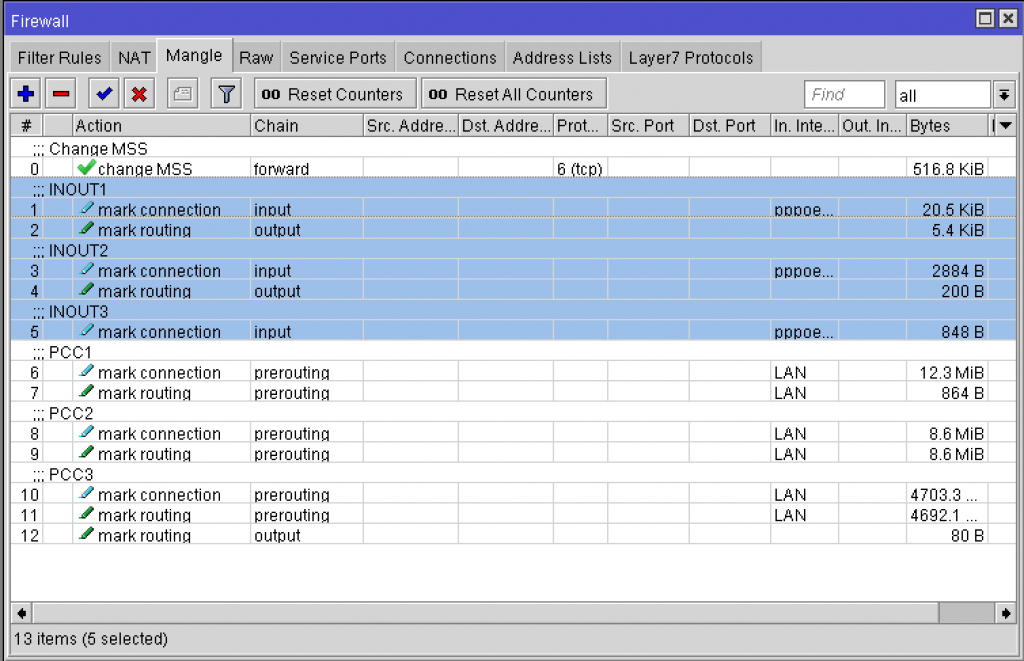 Firewall
Filter Rules NAT Mangle Raw Service Ports Connections Address Lists Layer7 Protocols
00 Reset Counters 00 Reset All Counters Find all
# Action Chain Src. Addre... Dst. Addre... Prot... Src. Port Dst. Port In. Inte... Out. In... Bytes
;;; Change MSS
0 change MSS forward 6 (tcp) 516.8 KiB
;;; INOUT1
1 mark connection input pppoe... 20.5 KiB
2 mark routing output 5.4 KiB
;;; INOUT2
3 mark connection input pppoe... 2884 B
4 mark routing output 200 B
;;; INOUT3
5 mark connection input pppoe... 848 B
;;; PCC1
6 mark connection prerouting LAN 12.3 MiB
7 mark routing prerouting LAN 864 B
;;; PCC2
8 mark connection prerouting LAN 8.6 MiB
9 mark routing prerouting LAN 8.6 MiB
;;; PCC3
10 mark connection prerouting LAN 4703.3 ...
11 mark routing prerouting LAN 4692.1 ...
12 mark routing output 80 B
13 items (5 selected)